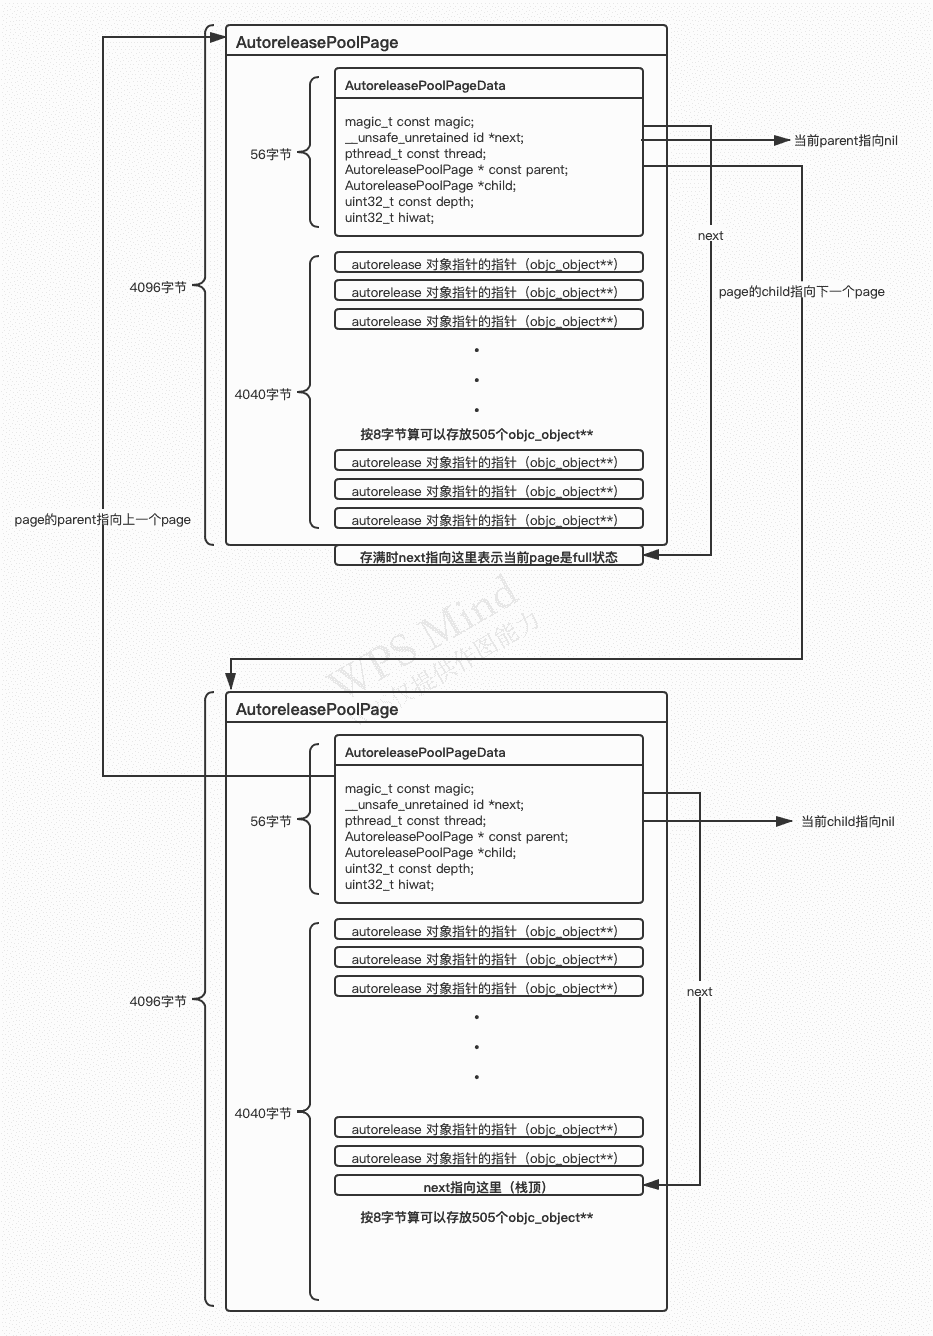 AutoreleasePoolPage
AutoreleasePoolPageData
magic_t const magic;
__unsafe_unretained id *next;
pthread_t const thread;
AutoreleasePoolPage * const parent;
AutoreleasePoolPage *child;
uint32_t const depth;
uint32_t hiwat;
56字节
当前parent指向nil
next
page的child指向下一个page
4096字节
autorelease 对象指针的指针（objc_object**）
autorelease 对象指针的指针（objc_object**）
autorelease 对象指针的指针（objc_object**）
4040字节
按8字节算可以存放505个objc_object**
autorelease 对象指针的指针（objc_object**）
autorelease 对象指针的指针（objc_object**）
autorelease 对象指针的指针（objc_object**）
page的parent指向上一个page
存满时next指向这里表示当前page是full状态
WPS Mind
仅提供作图能力
AutoreleasePoolPage
AutoreleasePoolPageData
magic_t const magic;
__unsafe_unretained id *next;
pthread_t const thread;
AutoreleasePoolPage * const parent;
AutoreleasePoolPage *child;
uint32_t const depth;
uint32_t hiwat;
56字节
当前child指向nil
autorelease 对象指针的指针（objc_object**）
autorelease 对象指针的指针（objc_object**）
autorelease 对象指针的指针（objc_object**）
next
4096字节
4040字节
autorelease 对象指针的指针（objc_object**）
autorelease 对象指针的指针（objc_object**）
next指向这里（栈顶）
按8字节算可以存放505个objc_object**